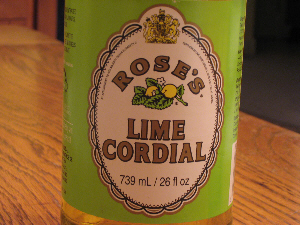 ROSE'S
LIME
CORDIAL
739 mL / 26 fl oz